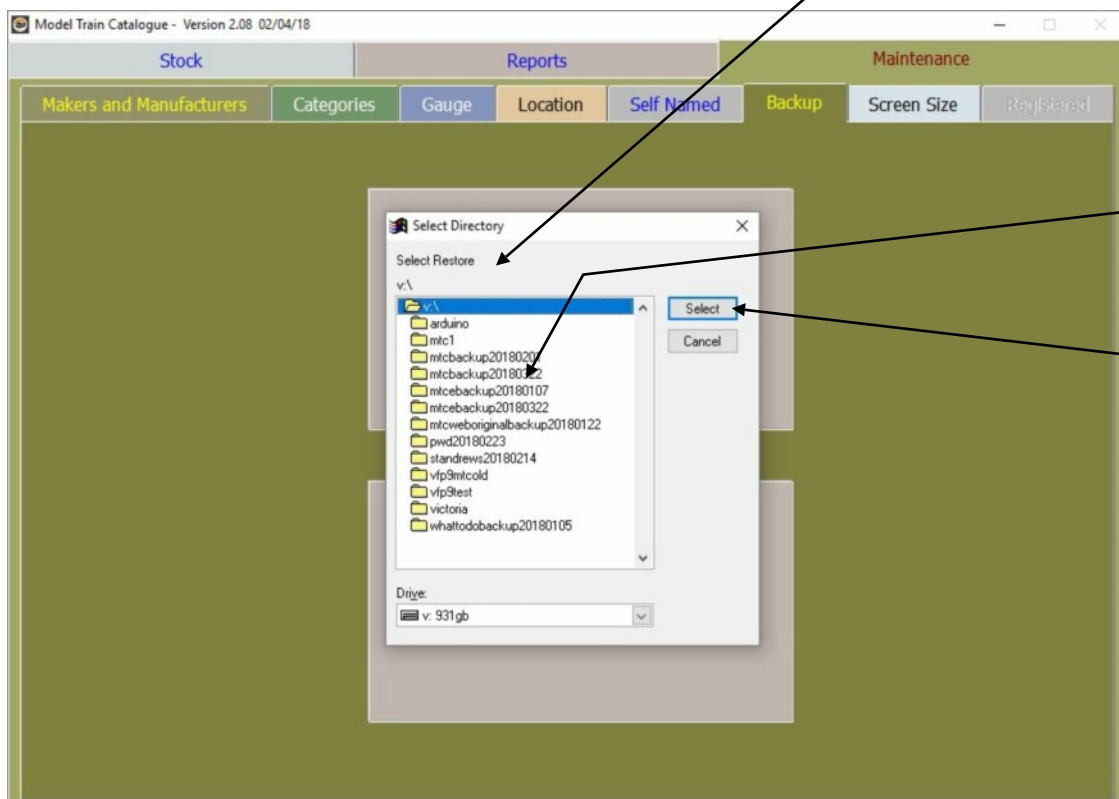 Model Train Catalogue - Version 2.08 02/04/18
Stock Reports Maintenance
Makers and Manufacturers Categories Gauge Location Self Named Backup Screen Size Registered
Select Directory
Select Restore
v:\
v:\
Select
arduino
mtc1
Cancel
mtcbackup20180201
mtcbackup20180322
mtcebackup20180107
mtcebackup20180322
mtcweboriginalbackup20180122
pwd20180223
standrews20180214
vfp9mtcold
vfp9test
victoria
whattodobackup20180105
Drive:
v: 931gb